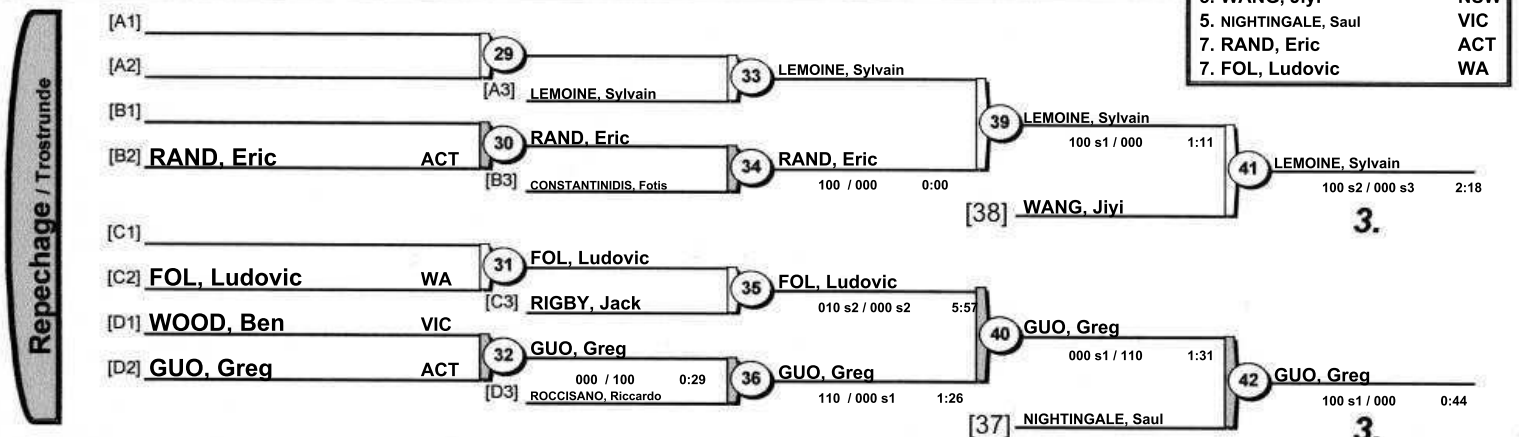 Repechage / Trostrunde
WANG, Jiyi NSW
5. NIGHTINGALE, Saul VIC
7. RAND, Eric ACT
7. FOL, Ludovic WA
[A1]
29
[A2]
33 LEMOINE, Sylvain
[A3] LEMOINE, Sylvain
[B1]
39 LEMOINE, Sylvain
100 s1 / 000 1:11
30 RAND, Eric
[B2] RAND, Eric ACT
34 RAND, Eric
100 / 000 0:00
[B3] CONSTANTINIDIS, Fotis
41 LEMOINE, Sylvain
100 s2 / 000 s3 2:18
[38] WANG, Jiyi
3.
[C1]
31 FOL, Ludovic
[C2] FOL, Ludovic WA
35 FOL, Ludovic
010 s2 / 000 s2 5:57
[C3] RIGBY, Jack
[D1] WOOD, Ben VIC
40 GUO, Greg
000 s1 / 110 1:31
32 GUO, Greg
000 / 100 0:29
[D2] GUO, Greg ACT
36 GUO, Greg
110 / 000 s1 1:26
[D3] ROCCISANO, Riccardo
42 GUO, Greg
100 s1 / 000 0:44
[37] NIGHTINGALE, Saul
3.